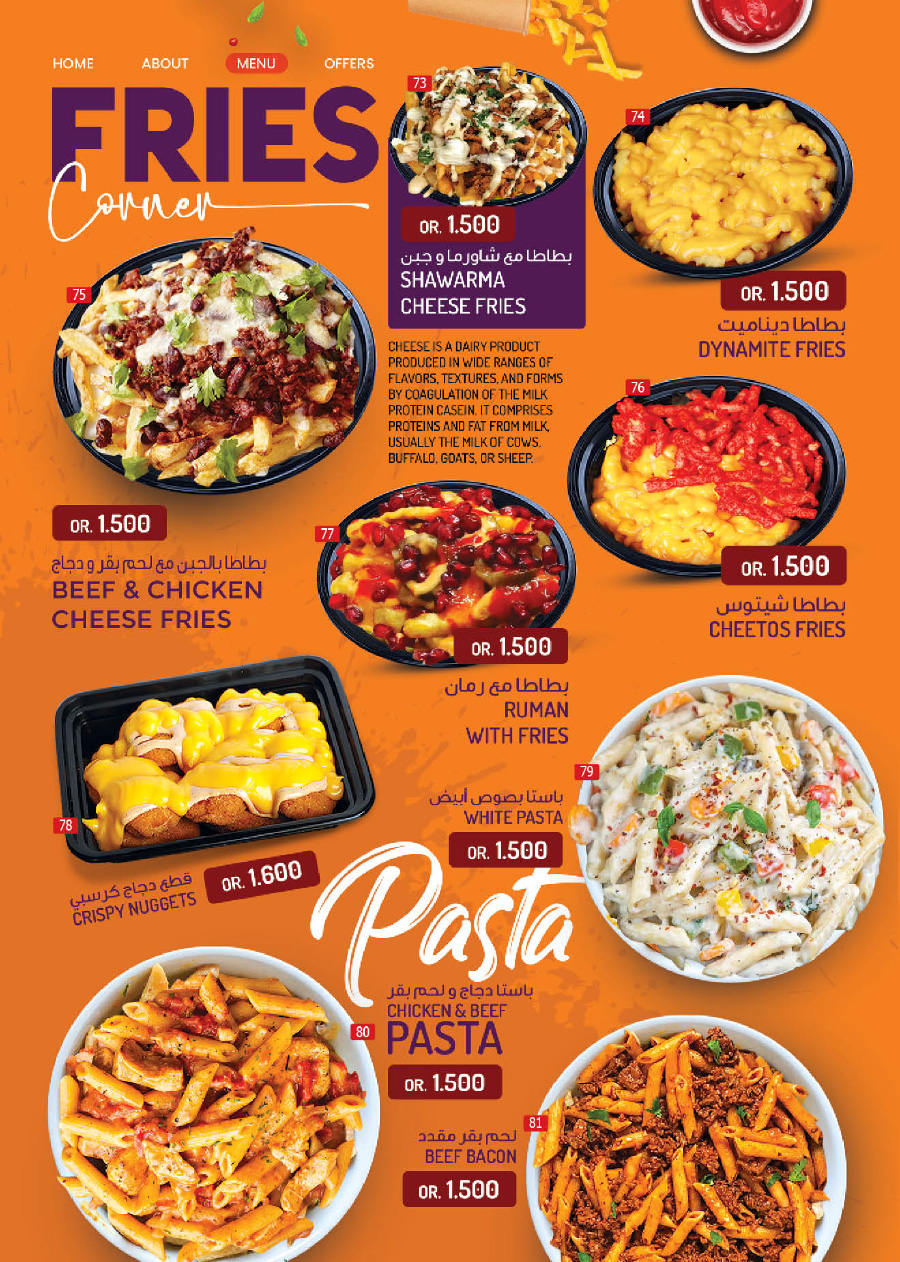 HOME ABOUT MENU OFFERS
FRIES
Corner
73
OR. 1.500
بطاطا مع شاورما و جبن
SHAWARMA
CHEESE FRIES
74
OR. 1.500
بطاطا ديناميت
DYNAMITE FRIES
75
OR. 1.500
بطاطا بالجبن مع لحم بقر و دجاج
BEEF & CHICKEN
CHEESE FRIES
CHEESE IS A DAIRY PRODUCT
PRODUCED IN WIDE RANGES OF
FLAVORS, TEXTURES, AND FORMS
BY COAGULATION OF THE MILK
PROTEIN CASEIN. IT COMPRISES
PROTEINS AND FAT FROM MILK,
USUALLY THE MILK OF COWS,
BUFFALO, GOATS, OR SHEEP.
76
OR. 1.500
بطاطا شيتوس
CHEETOS FRIES
77
OR. 1.500
بطاطا مع رمان
RUMAN
WITH FRIES
78
قطع دجاج كرسبي
CRISPY NUGGETS
OR. 1.600
79
باستا بصوص أبيض
WHITE PASTA
OR. 1.500
Pasta
80
باستا دجاج و لحم بقر
CHICKEN & BEEF
PASTA
OR. 1.500
81
لحم بقر مقدد
BEEF BACON
OR. 1.500